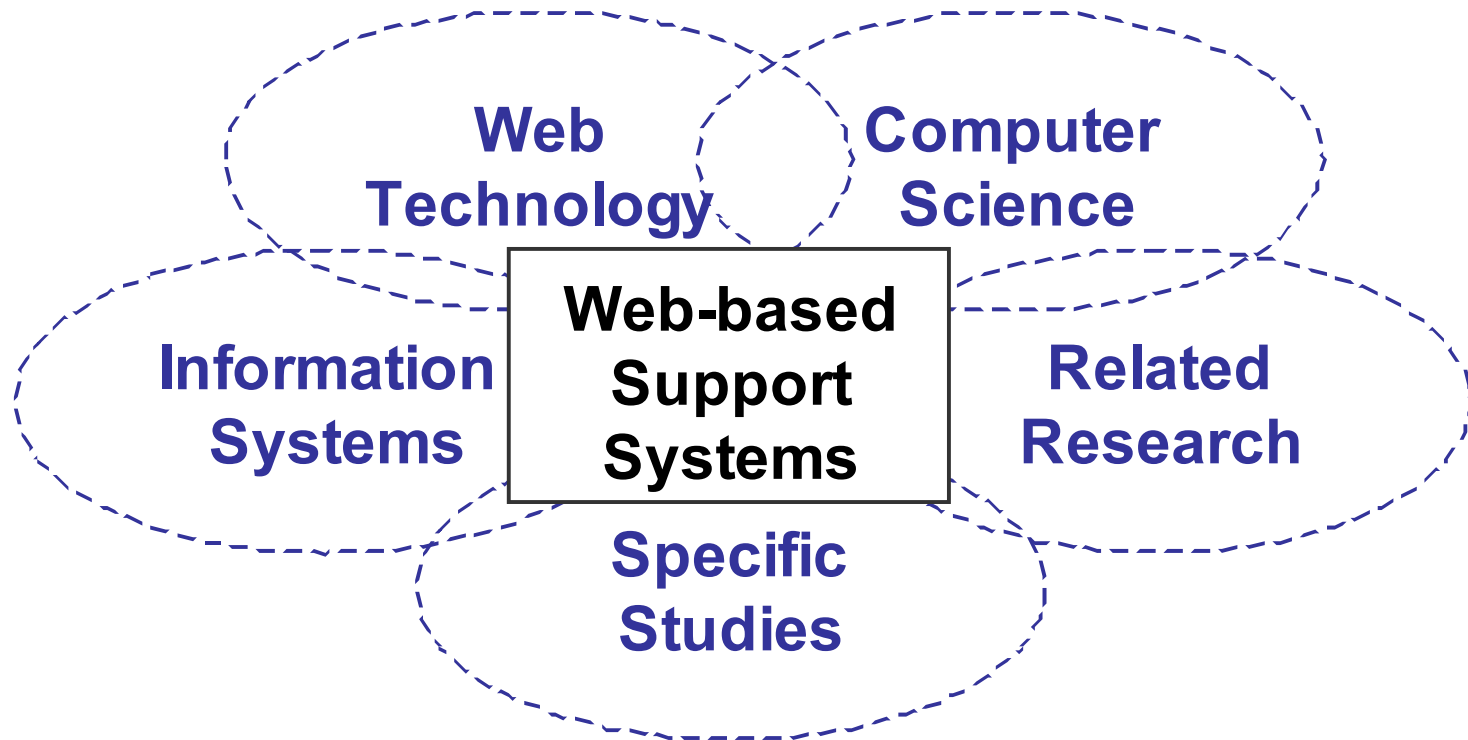 Web
Technology
Computer
Science
Information
Systems
Web-based
Support
Systems
Related
Research
Specific
Studies